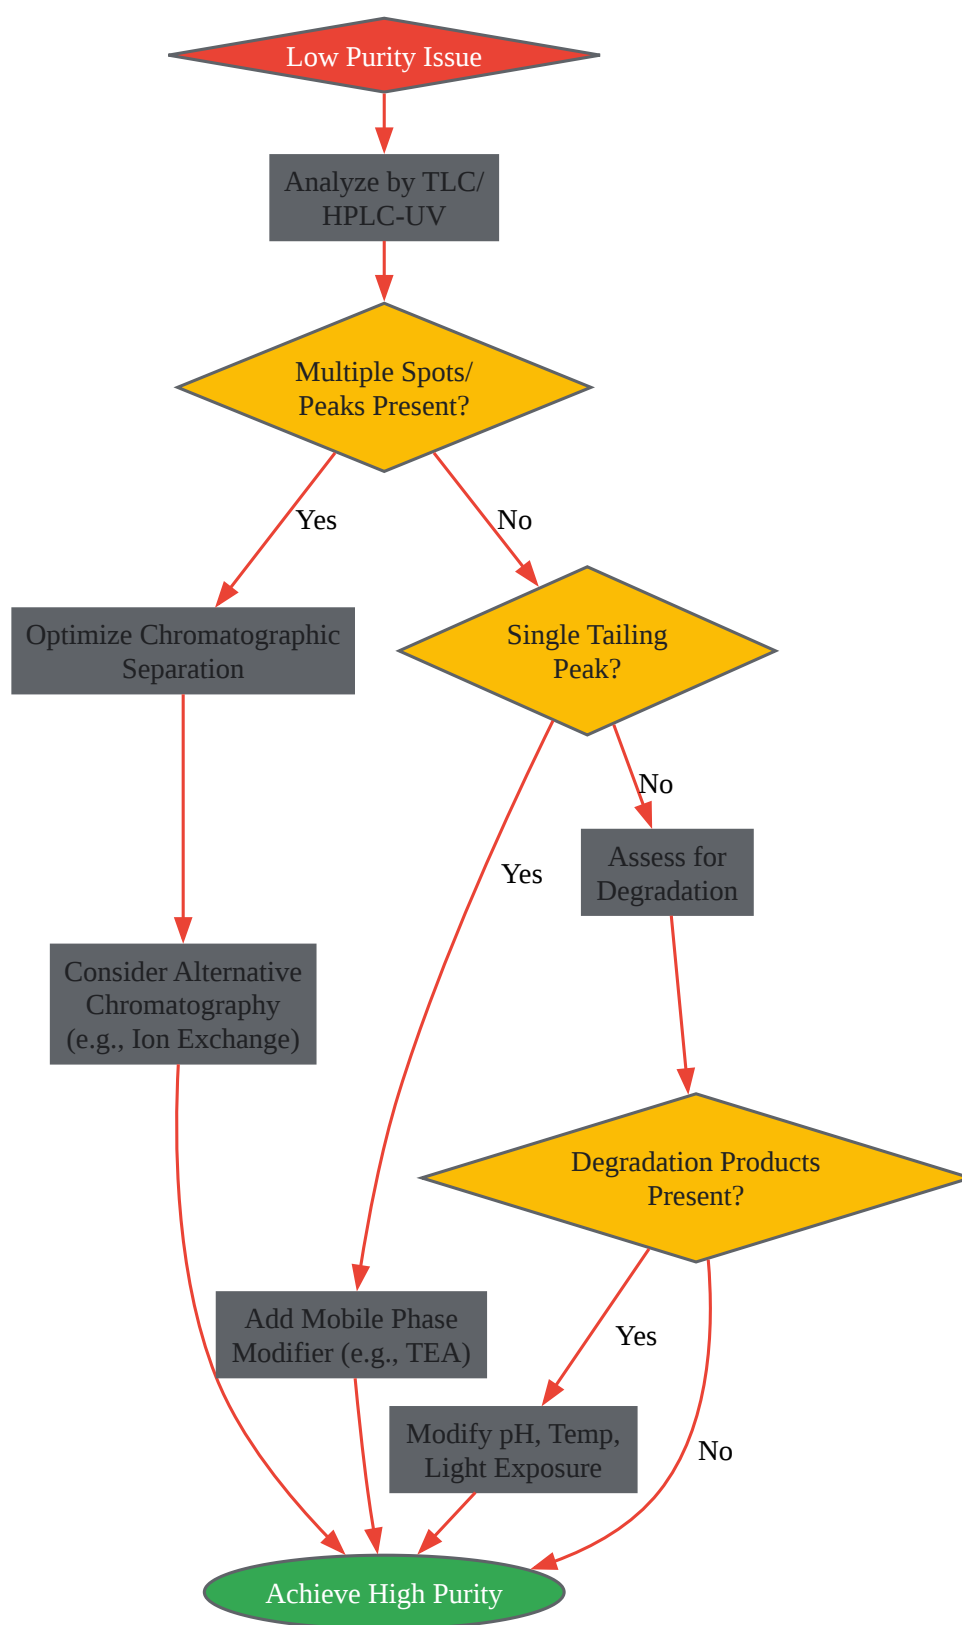 Low Purity Issue
Analyze by TLC/
HPLC-UV
Multiple Spots/
Peaks Present?
Yes
No
Optimize Chromatographic
Separation
Single Tailing
Peak?
No
Yes
Assess for
Degradation
Consider Alternative
Chromatography
(e.g., Ion Exchange)
Degradation Products
Present?
Add Mobile Phase
Modifier (e.g., TEA)
Yes
Modify pH, Temp,
Light Exposure
No
Achieve High Purity